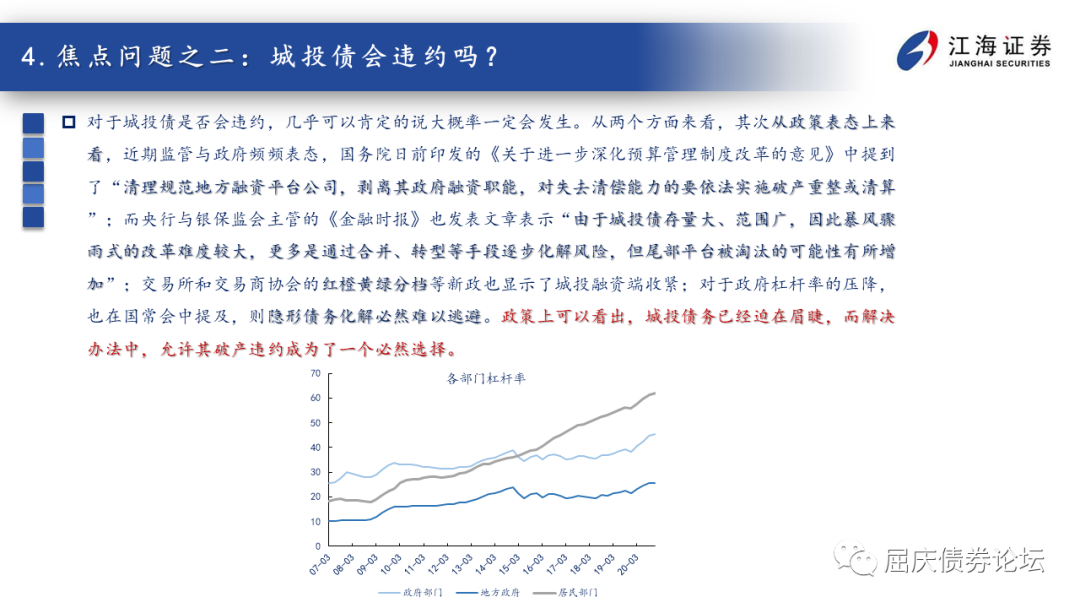 4. 焦点问题之二：城投债会违约吗？
江海证券
JIANGHAI SECURITIES
对于城投债是否会违约，几乎可以肯定的说大概率一定会发生。从两个方面来看，其次从政策表态上来
看，近期监管与政府频频表态，国务院日前印发的《关于进一步深化预算管理制度改革的意见》中提到
了“清理规范地方融资平台公司，剥离其政府融资职能，对失去清偿能力的要依法实施破产重整或清算
”；而央行与银保监会主管的《金融时报》也发表文章表示“由于城投债存量大、范围广，因此暴风骤
雨式的改革难度较大，更多是通过合并、转型等手段逐步化解风险，但尾部平台被淘汰的可能性有所增
加”；交易所和交易商协会的红橙黄绿分档等新政也显示了城投融资端收紧；对于政府杠杆率的压降，
也在国常会中提及，则隐形债务化解必然难以逃避。政策上可以看出，城投债务已经迫在眉睫，而解决
办法中，允许其破产违约成为了一个必然选择。
各部门杠杆率
70
60
50
40
30
20
10
0
07-03 08-03 09-03 10-03 11-03 12-03 13-03 14-03 15-03 16-03 17-03 18-03 19-03 20-03
政府部门 地方政府 居民部门
屈庆债券论坛